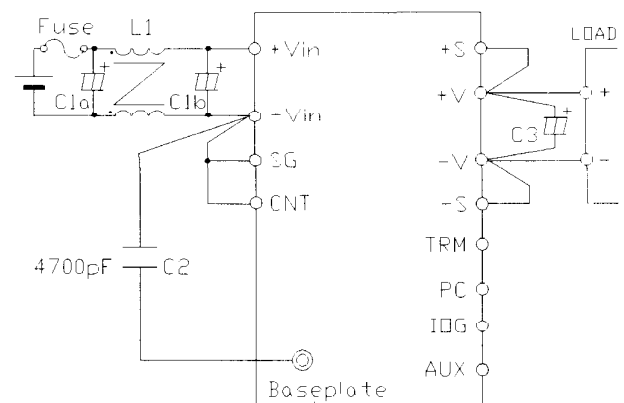 Fuse
L1
+
+
C1a
C1b
+Vin
-Vin
SG
CNT
4700pF
C2
Baseplate
+S
+V
-V
-S
TRM
PC
IOG
AUX
+
C3
LOAD
+
-